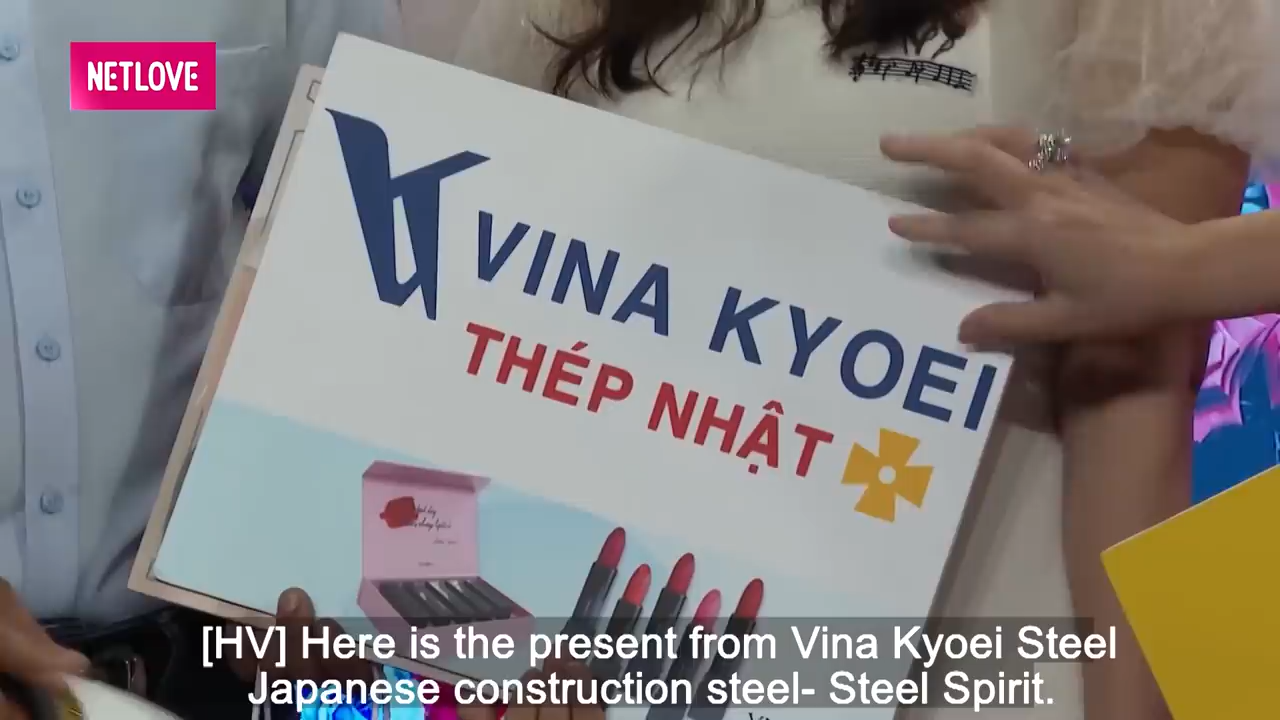 NETLOVE
VINA KYOEI
THÉP NHẬT
[HV] Here is the present from Vina Kyoei Steel
Japanese construction steel- Steel Spirit.